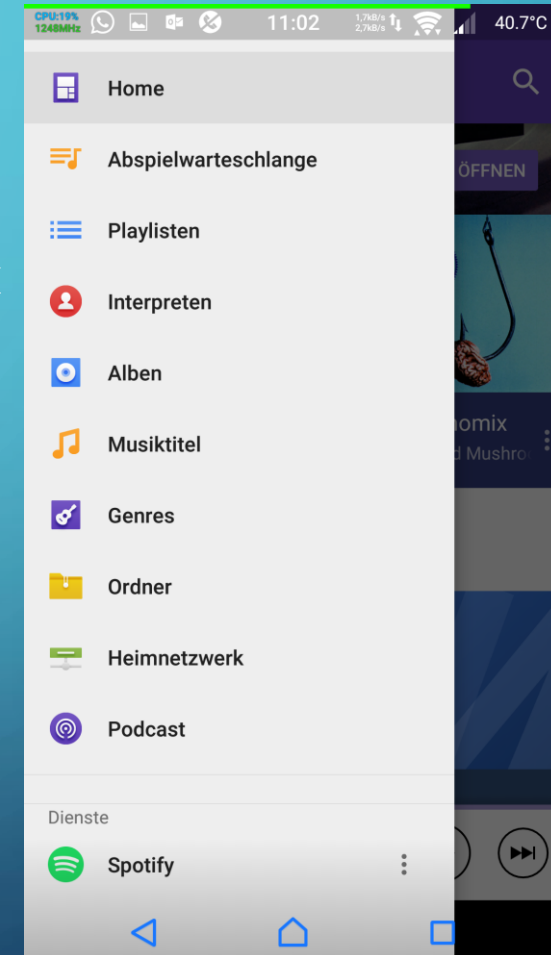 CPU:19%
1248MHz
11:02
1,7kB/s
2,7kB/s
40.7°C
Home
Abspielwarteschlange
ÖFFNEN
Playlisten
Interpreten
Alben
omix
Musiktitel
d Mushro
Genres
Ordner
Heimnetzwerk
Podcast
Dienste
Spotify